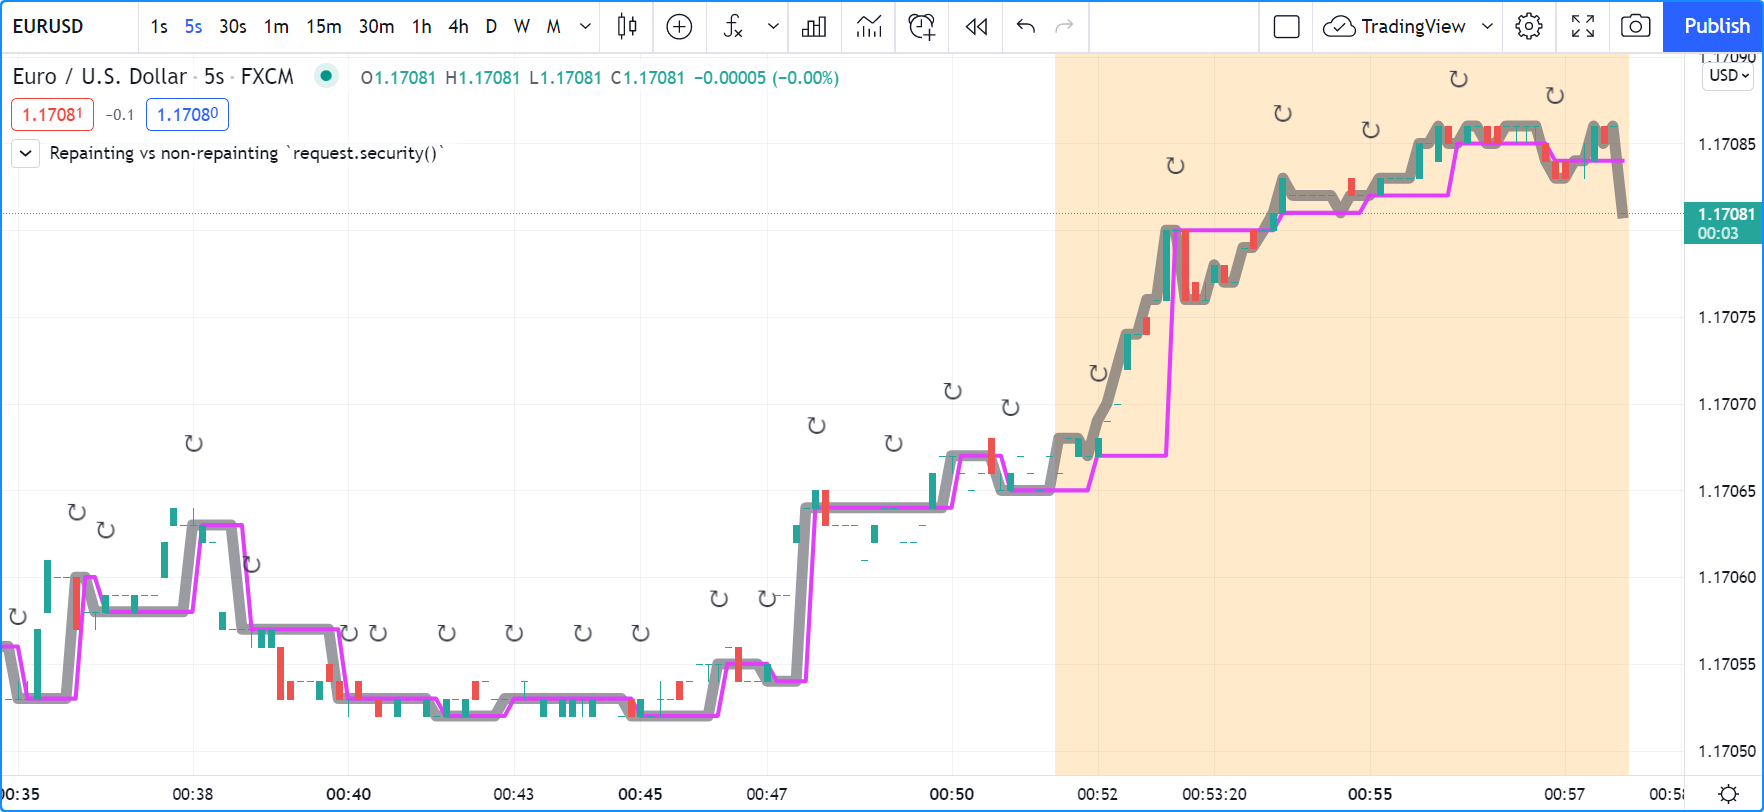 EURUSD 1s 5s 30s 1m 15m 30m 1h 4h D W M TradingView Publish
Euro / U.S. Dollar · 5s · FXCM O1.17081 H1.17081 L1.17081 C1.17081 −0.00005 (−0.00%)
1.17081 −0.1 1.17080
Repainting vs non-repainting `request.security()`
1.17090
USD
1.17085
1.17081
00:03
1.17075
1.17070
1.17065
1.17060
1.17055
1.17050
00:35 00:38 00:40 00:43 00:45 00:47 00:50 00:52 00:53:20 00:55 00:57 00:58